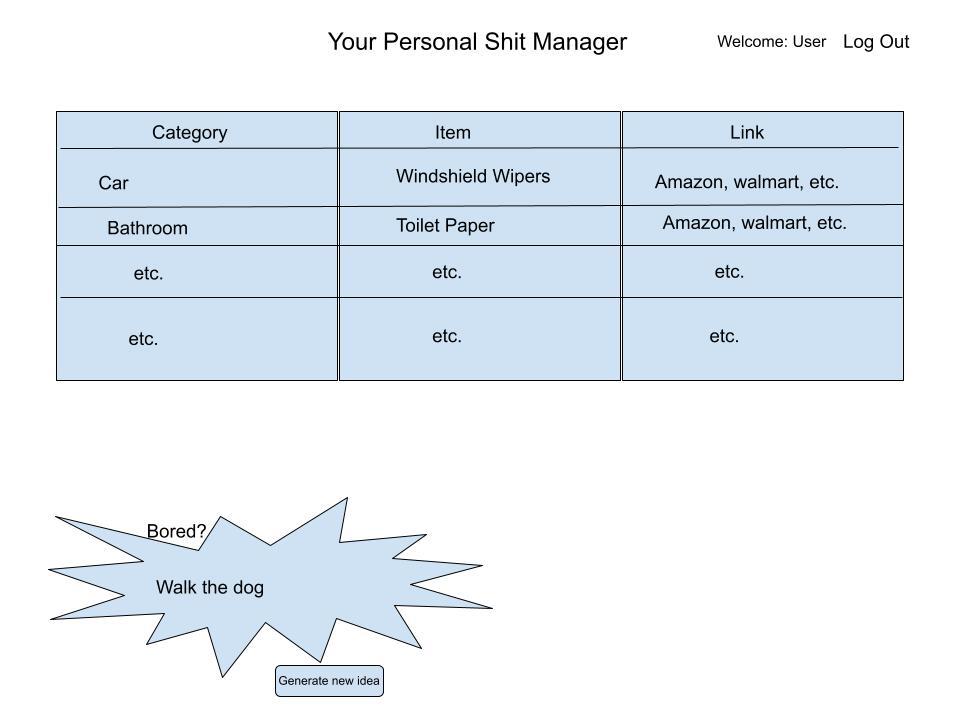 Your Personal Shit Manager
Welcome: User
Log Out
Category
Item
Link
Car
Windshield Wipers
Amazon, walmart, etc.
Bathroom
Toilet Paper
Amazon, walmart, etc.
etc.
etc.
etc.
etc.
etc.
etc.
Bored?
Walk the dog
Generate new idea